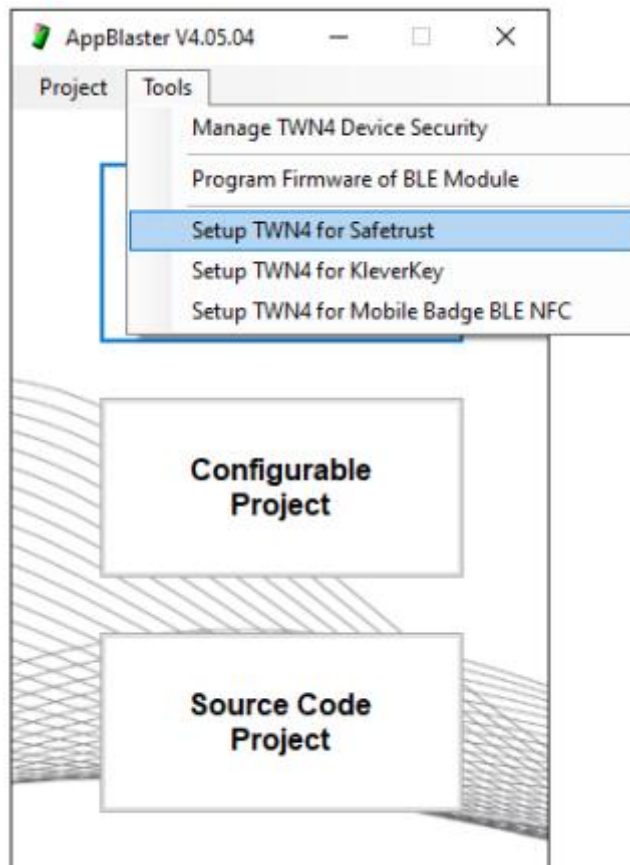 AppBlaster V4.05.04
Project Tools
Manage TWN4 Device Security
Program Firmware of BLE Module
Setup TWN4 for Safetrust
Setup TWN4 for KleverKey
Setup TWN4 for Mobile Badge BLE NFC
Configurable
Project
Source Code
Project